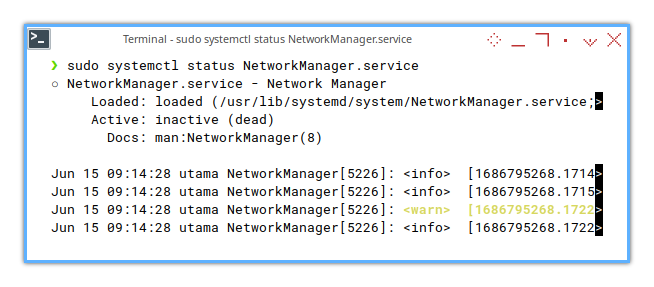 >_ Terminal - sudo systemctl status NetworkManager.service
❯ sudo systemctl status NetworkManager.service
○ NetworkManager.service - Network Manager
     Loaded: loaded (/usr/lib/systemd/system/NetworkManager.service;>
     Active: inactive (dead)
       Docs: man:NetworkManager(8)

Jun 15 09:14:28 utama NetworkManager[5226]: <info>  [1686795268.1714>
Jun 15 09:14:28 utama NetworkManager[5226]: <info>  [1686795268.1715>
Jun 15 09:14:28 utama NetworkManager[5226]: <warn>  [1686795268.1722>
Jun 15 09:14:28 utama NetworkManager[5226]: <info>  [1686795268.1722>